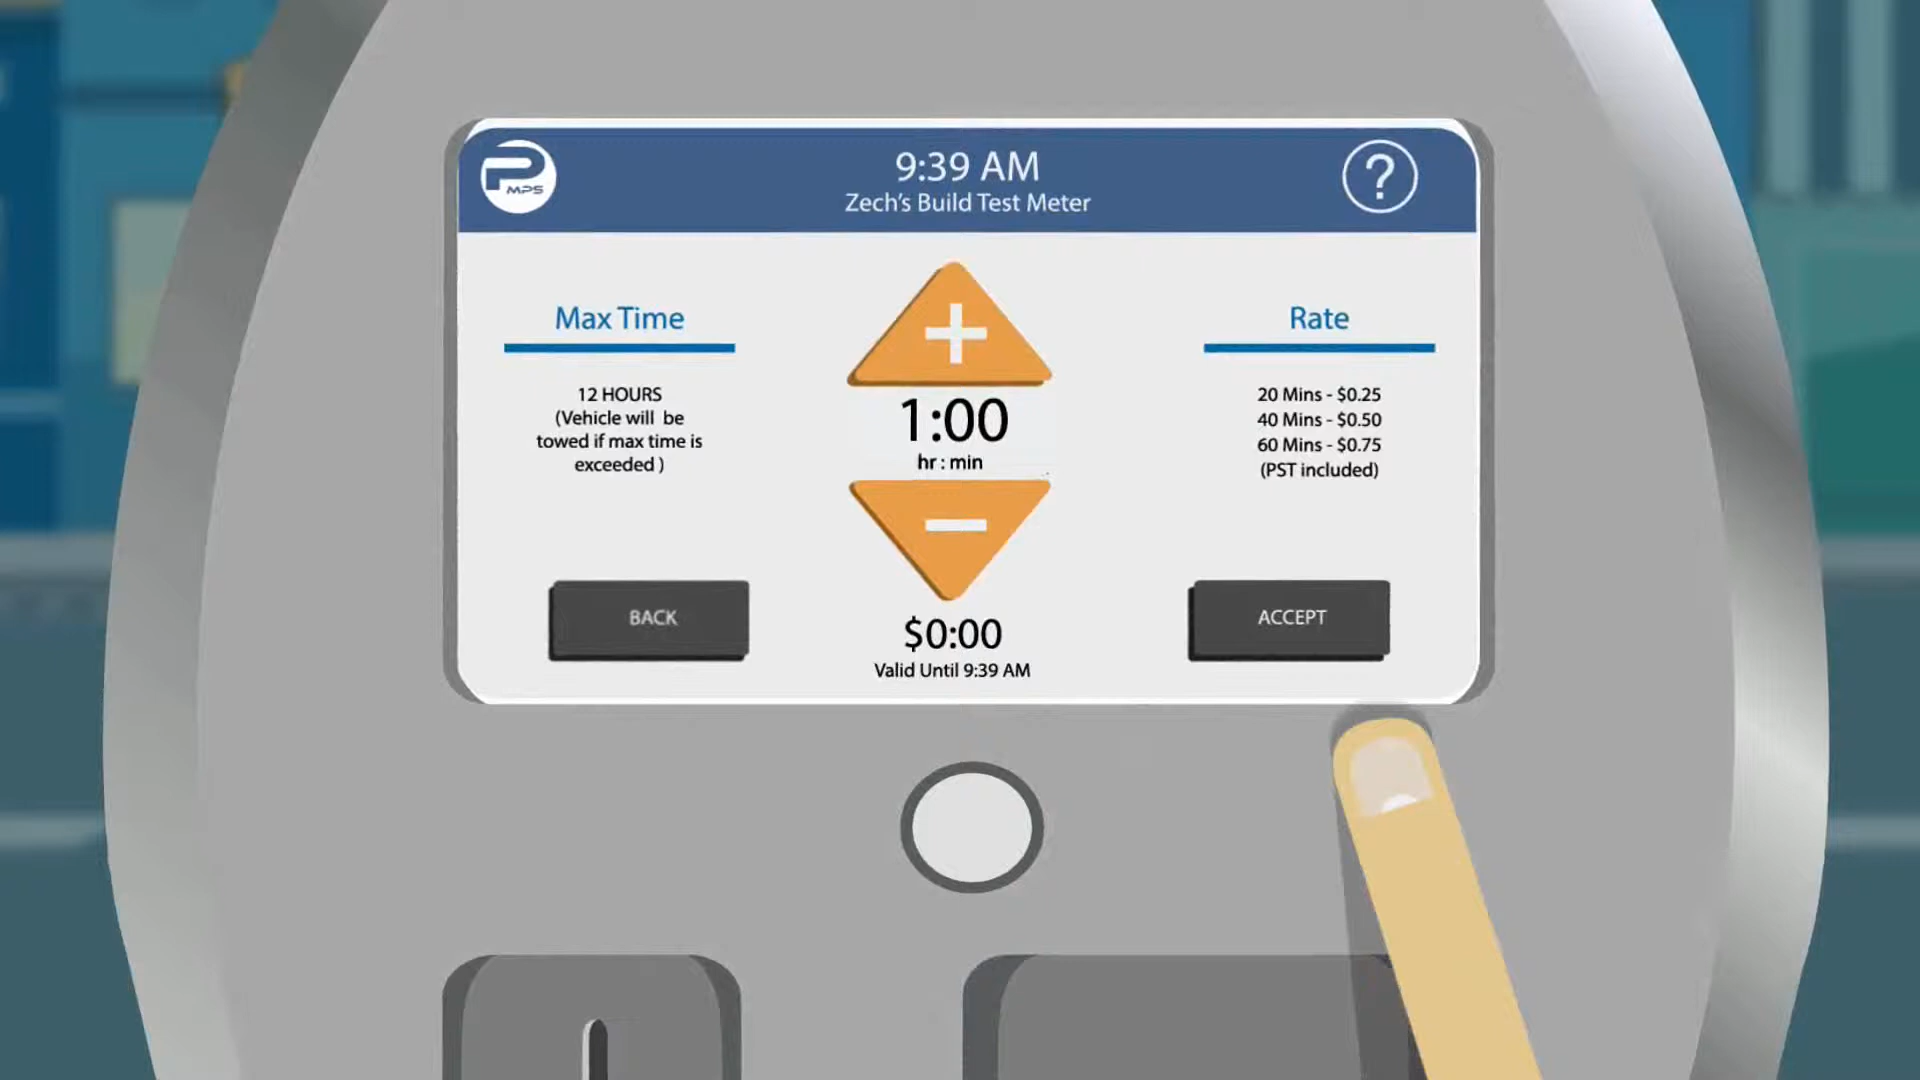 P
MPS
9:39 AM
Zech's Build Test Meter
?
Max Time
12 HOURS
(Vehicle will be
towed if max time is
exceeded )
+
1:00
hr : min
−
$0:00
Valid Until 9:39 AM
Rate
20 Mins - $0.25
40 Mins - $0.50
60 Mins - $0.75
(PST included)
BACK
ACCEPT